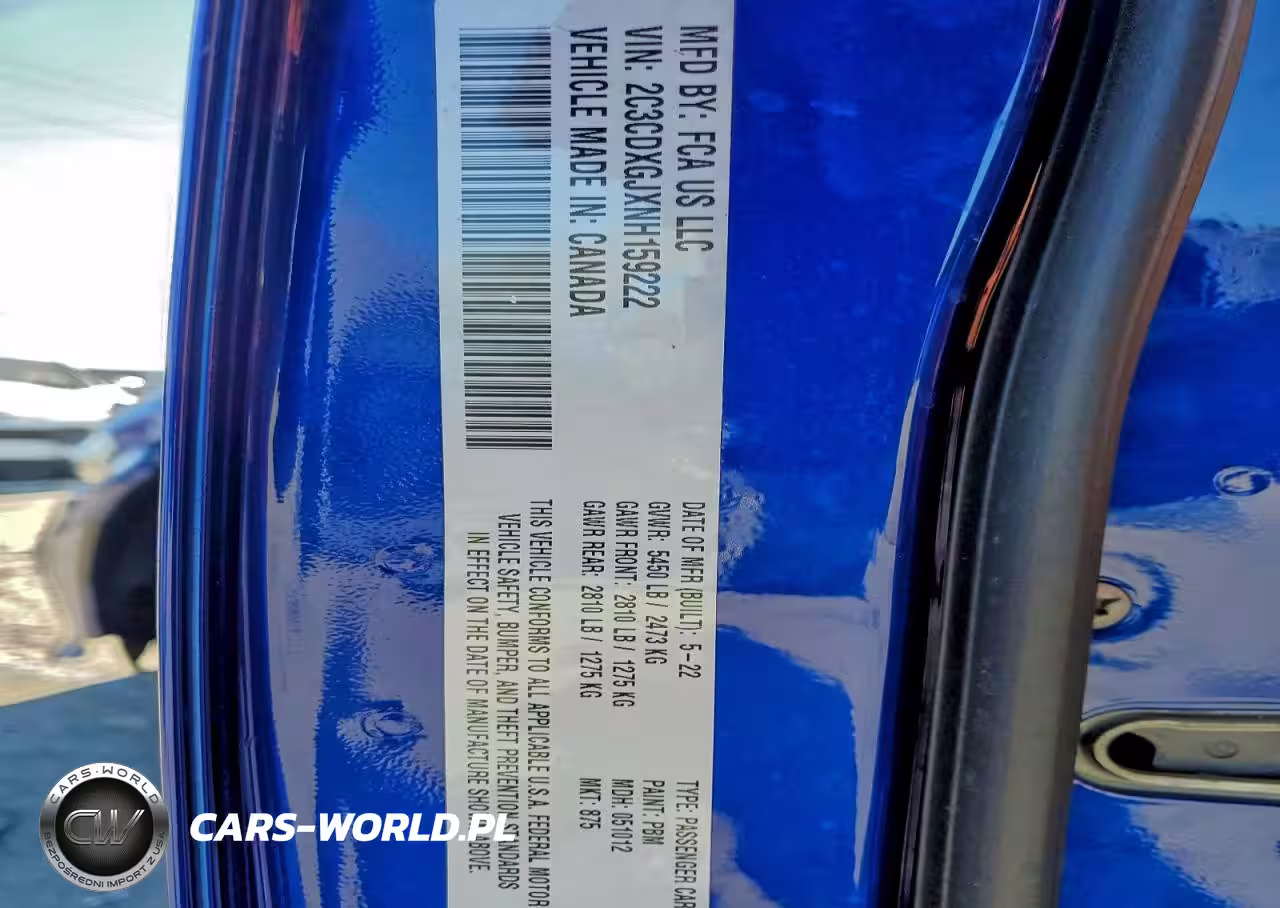 MFD BY: FCA US LLC
VIN: 2C3CDXGJXNH159222
VEHICLE MADE IN: CANADA
DATE OF MFR (BUILT): 5-22
GVWR: 5450 LB / 2473 KG
GAWR FRONT: 2810 LB / 1275 KG
GAWR REAR: 2810 LB / 1275 KG
TYPE: PASSENGER CAR
PAINT: PBM
MDH: 051012
MKT: 875
THIS VEHICLE CONFORMS TO ALL APPLICABLE U.S.A. FEDERAL MOTOR
VEHICLE SAFETY, BUMPER, AND THEFT PREVENTION STANDARDS
IN EFFECT ON THE DATE OF MANUFACTURE SHOWN ABOVE.
CARS-WORLD
CW
BEZPOŚREDNI IMPORT Z USA
CARS-WORLD.PL